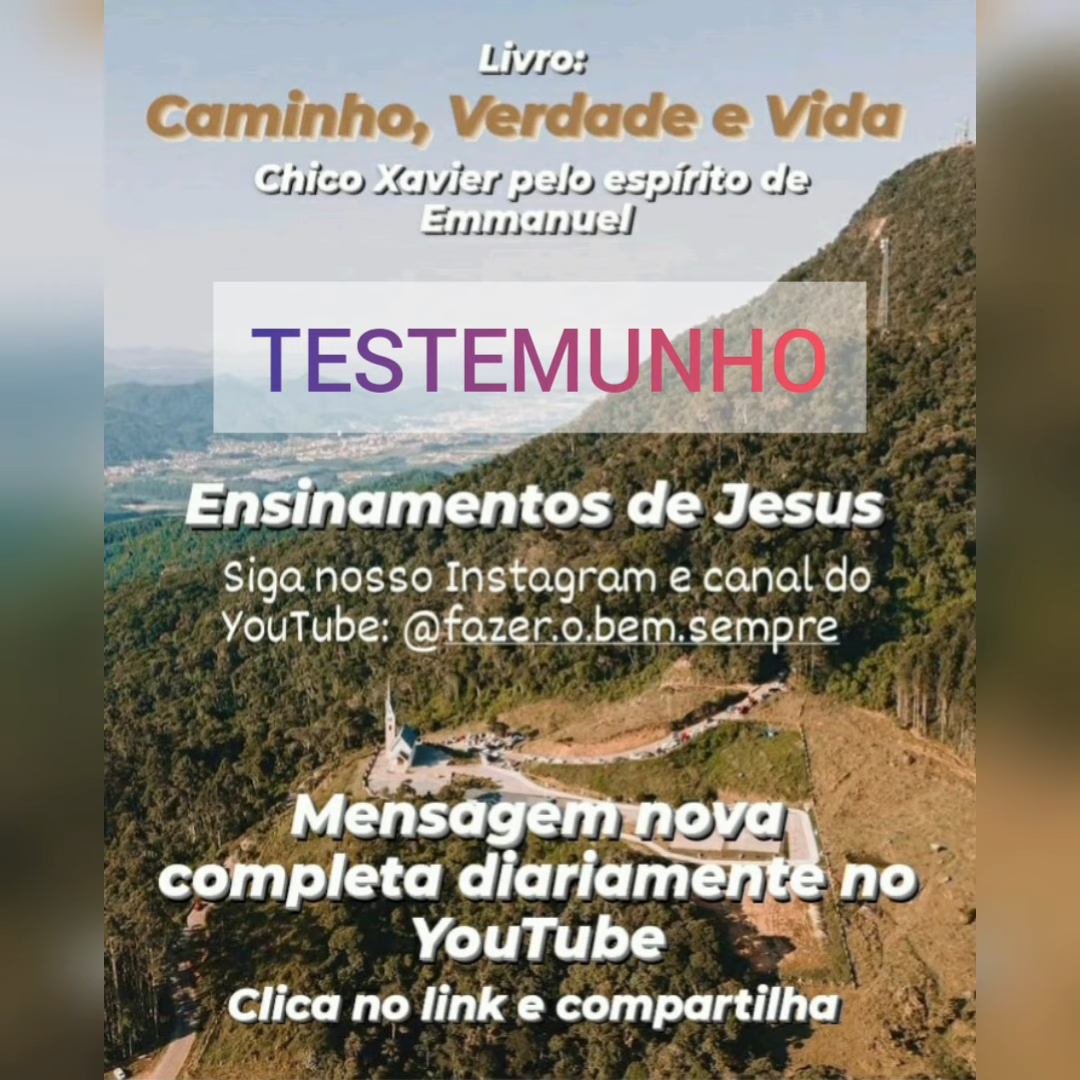 Livro:
Caminho, Verdade e Vida
Chico Xavier pelo espírito de
Emmanuel
TESTEMUNHO
Ensinamentos de Jesus
Siga nosso Instagram e canal do
YouTube: @fazer.o.bem.sempre
Mensagem nova
completa diariamente no
YouTube
Clica no link e compartilha